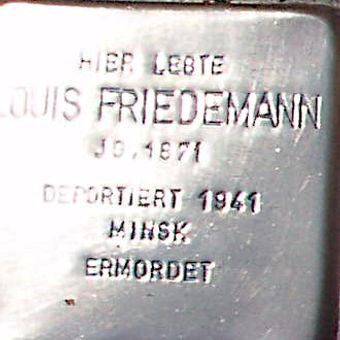 HIER LEBTE
LOUIS FRIEDEMANN
JG. 1871
DEPORTIERT 1941
MINSK
ERMORDET